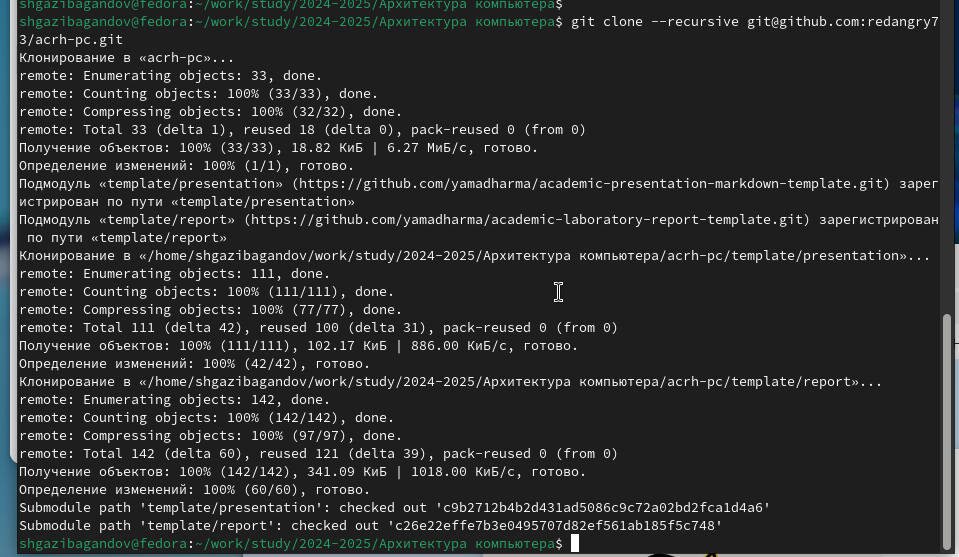 shgazibagandov@fedora:~/work/study/2024-2025/Архитектура компьютера$
shgazibagandov@fedora:~/work/study/2024-2025/Архитектура компьютера$ git clone --recursive git@github.com:redangry7
3/acrh-pc.git
Клонирование в «acrh-pc»...
remote: Enumerating objects: 33, done.
remote: Counting objects: 100% (33/33), done.
remote: Compressing objects: 100% (32/32), done.
remote: Total 33 (delta 1), reused 18 (delta 0), pack-reused 0 (from 0)
Получение объектов: 100% (33/33), 18.82 КиБ | 6.27 МиБ/с, готово.
Определение изменений: 100% (1/1), готово.
Подмодуль «template/presentation» (https://github.com/yamadharma/academic-presentation-markdown-template.git) зарег
истрирован по пути «template/presentation»
Подмодуль «template/report» (https://github.com/yamadharma/academic-laboratory-report-template.git) зарегистрирован
 по пути «template/report»
Клонирование в «/home/shgazibagandov/work/study/2024-2025/Архитектура компьютера/acrh-pc/template/presentation»...
remote: Enumerating objects: 111, done.
remote: Counting objects: 100% (111/111), done.
remote: Compressing objects: 100% (77/77), done.
remote: Total 111 (delta 42), reused 100 (delta 31), pack-reused 0 (from 0)
Получение объектов: 100% (111/111), 102.17 КиБ | 886.00 КиБ/с, готово.
Определение изменений: 100% (42/42), готово.
Клонирование в «/home/shgazibagandov/work/study/2024-2025/Архитектура компьютера/acrh-pc/template/report»...
remote: Enumerating objects: 142, done.
remote: Counting objects: 100% (142/142), done.
remote: Compressing objects: 100% (97/97), done.
remote: Total 142 (delta 60), reused 121 (delta 39), pack-reused 0 (from 0)
Получение объектов: 100% (142/142), 341.09 КиБ | 1018.00 КиБ/с, готово.
Определение изменений: 100% (60/60), готово.
Submodule path 'template/presentation': checked out 'c9b2712b4b2d431ad5086c9c72a02bd2fca1d4a6'
Submodule path 'template/report': checked out 'c26e22effe7b3e0495707d82ef561ab185f5c748'
shgazibagandov@fedora:~/work/study/2024-2025/Архитектура компьютера$